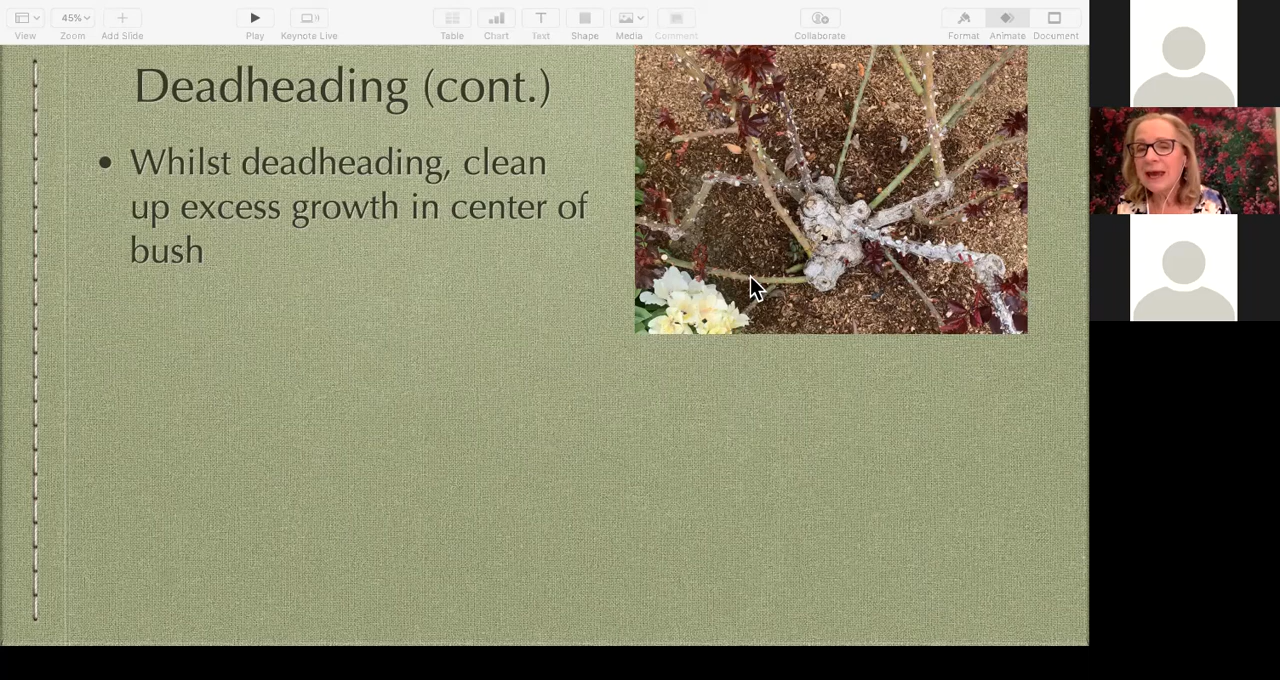 View
45%
Zoom
Add Slide
Play
Keynote Live
Table
Chart
Text
Shape
Media
Comment
Collaborate
Format
Animate
Document
Deadheading (cont.)
• Whilst deadheading, clean
up excess growth in center of
bush